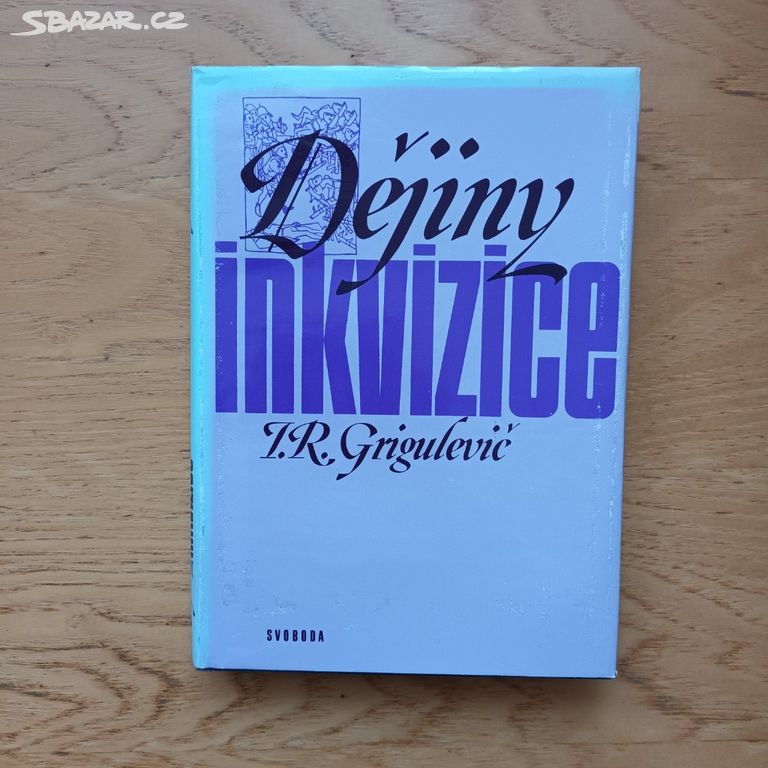 SBAZAR.CZ
Dějiny
inkvizice
I.R. Grigulevič
SVOBODA